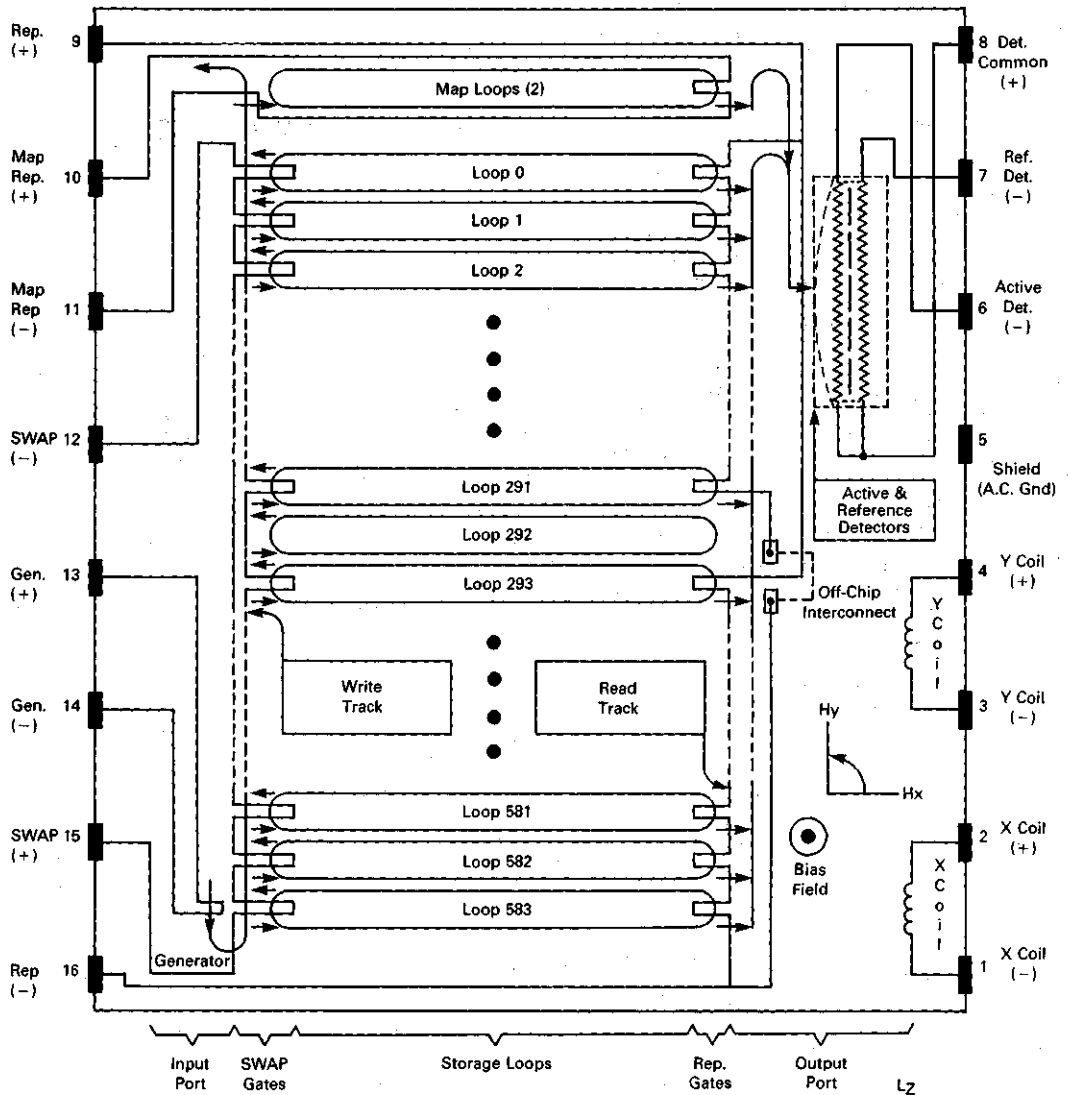 Rep.
(+)
9
Map
Rep.
(+)
10
Map
Rep
(−)
11
SWAP
(−)
12
Gen.
(+)
13
Gen.
(−)
14
SWAP
(+)
15
Rep
(−)
16
Map Loops (2)
Loop 0
Loop 1
Loop 2
Loop 291
Loop 292
Loop 293
Write
Track
Read
Track
Loop 581
Loop 582
Loop 583
Generator
8 Det.
Common
(+)
7 Ref.
Det.
(−)
6 Active
Det.
(−)
5
Shield
(A.C. Gnd)
Active &
Reference
Detectors
Off-Chip
Interconnect
4 Y Coil
(+)
Y Coil
3 Y Coil
(−)
Hy
Hx
Bias
Field
2 X Coil
(+)
X Coil
1 X Coil
(−)
Input
Port
SWAP
Gates
Storage Loops
Rep.
Gates
Output
Port
LZ